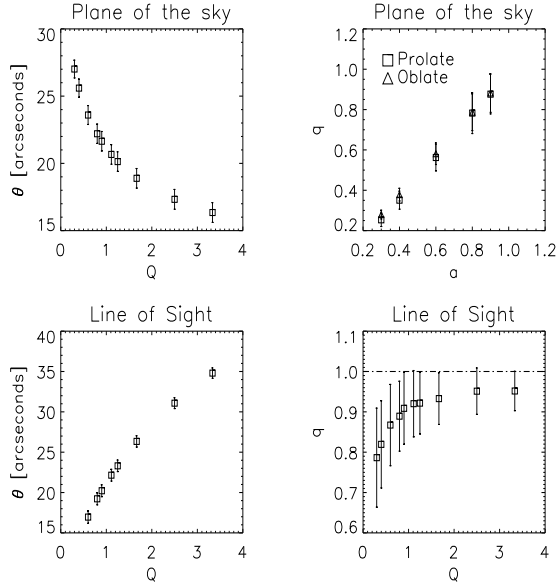 Plane of the sky
30
25
20
15
θ [arcseconds]
0 1 2 3 4
Q
Plane of the sky
1.2
1.0
0.8
0.6
0.4
0.2
q
Prolate
Oblate
0.2 0.4 0.6 0.8 1.0 1.2
a
Line of Sight
40
35
30
25
20
15
θ [arcseconds]
0 1 2 3 4
Q
Line of Sight
1.1
1.0
0.9
0.8
0.7
0.6
q
0 1 2 3 4
Q